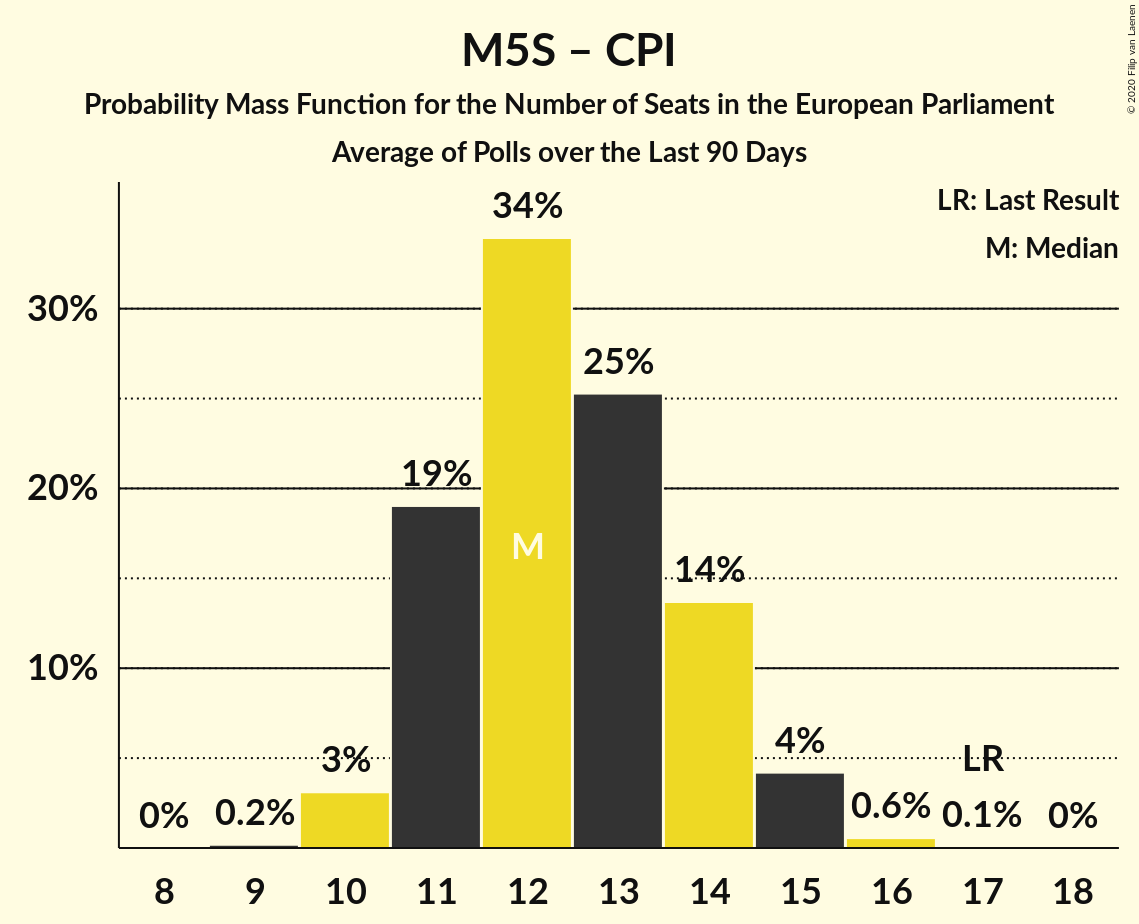 M5S – CPI
Probability Mass Function for the Number of Seats in the European Parliament
Average of Polls over the Last 90 Days
© 2020 Filip van Laenen
LR: Last Result
M: Median
34%
30%
25%
20%
19%
M
14%
10%
4%
3%
LR
0%
0.2%
0.6%
0.1%
0%
8 9 10 11 12 13 14 15 16 17 18